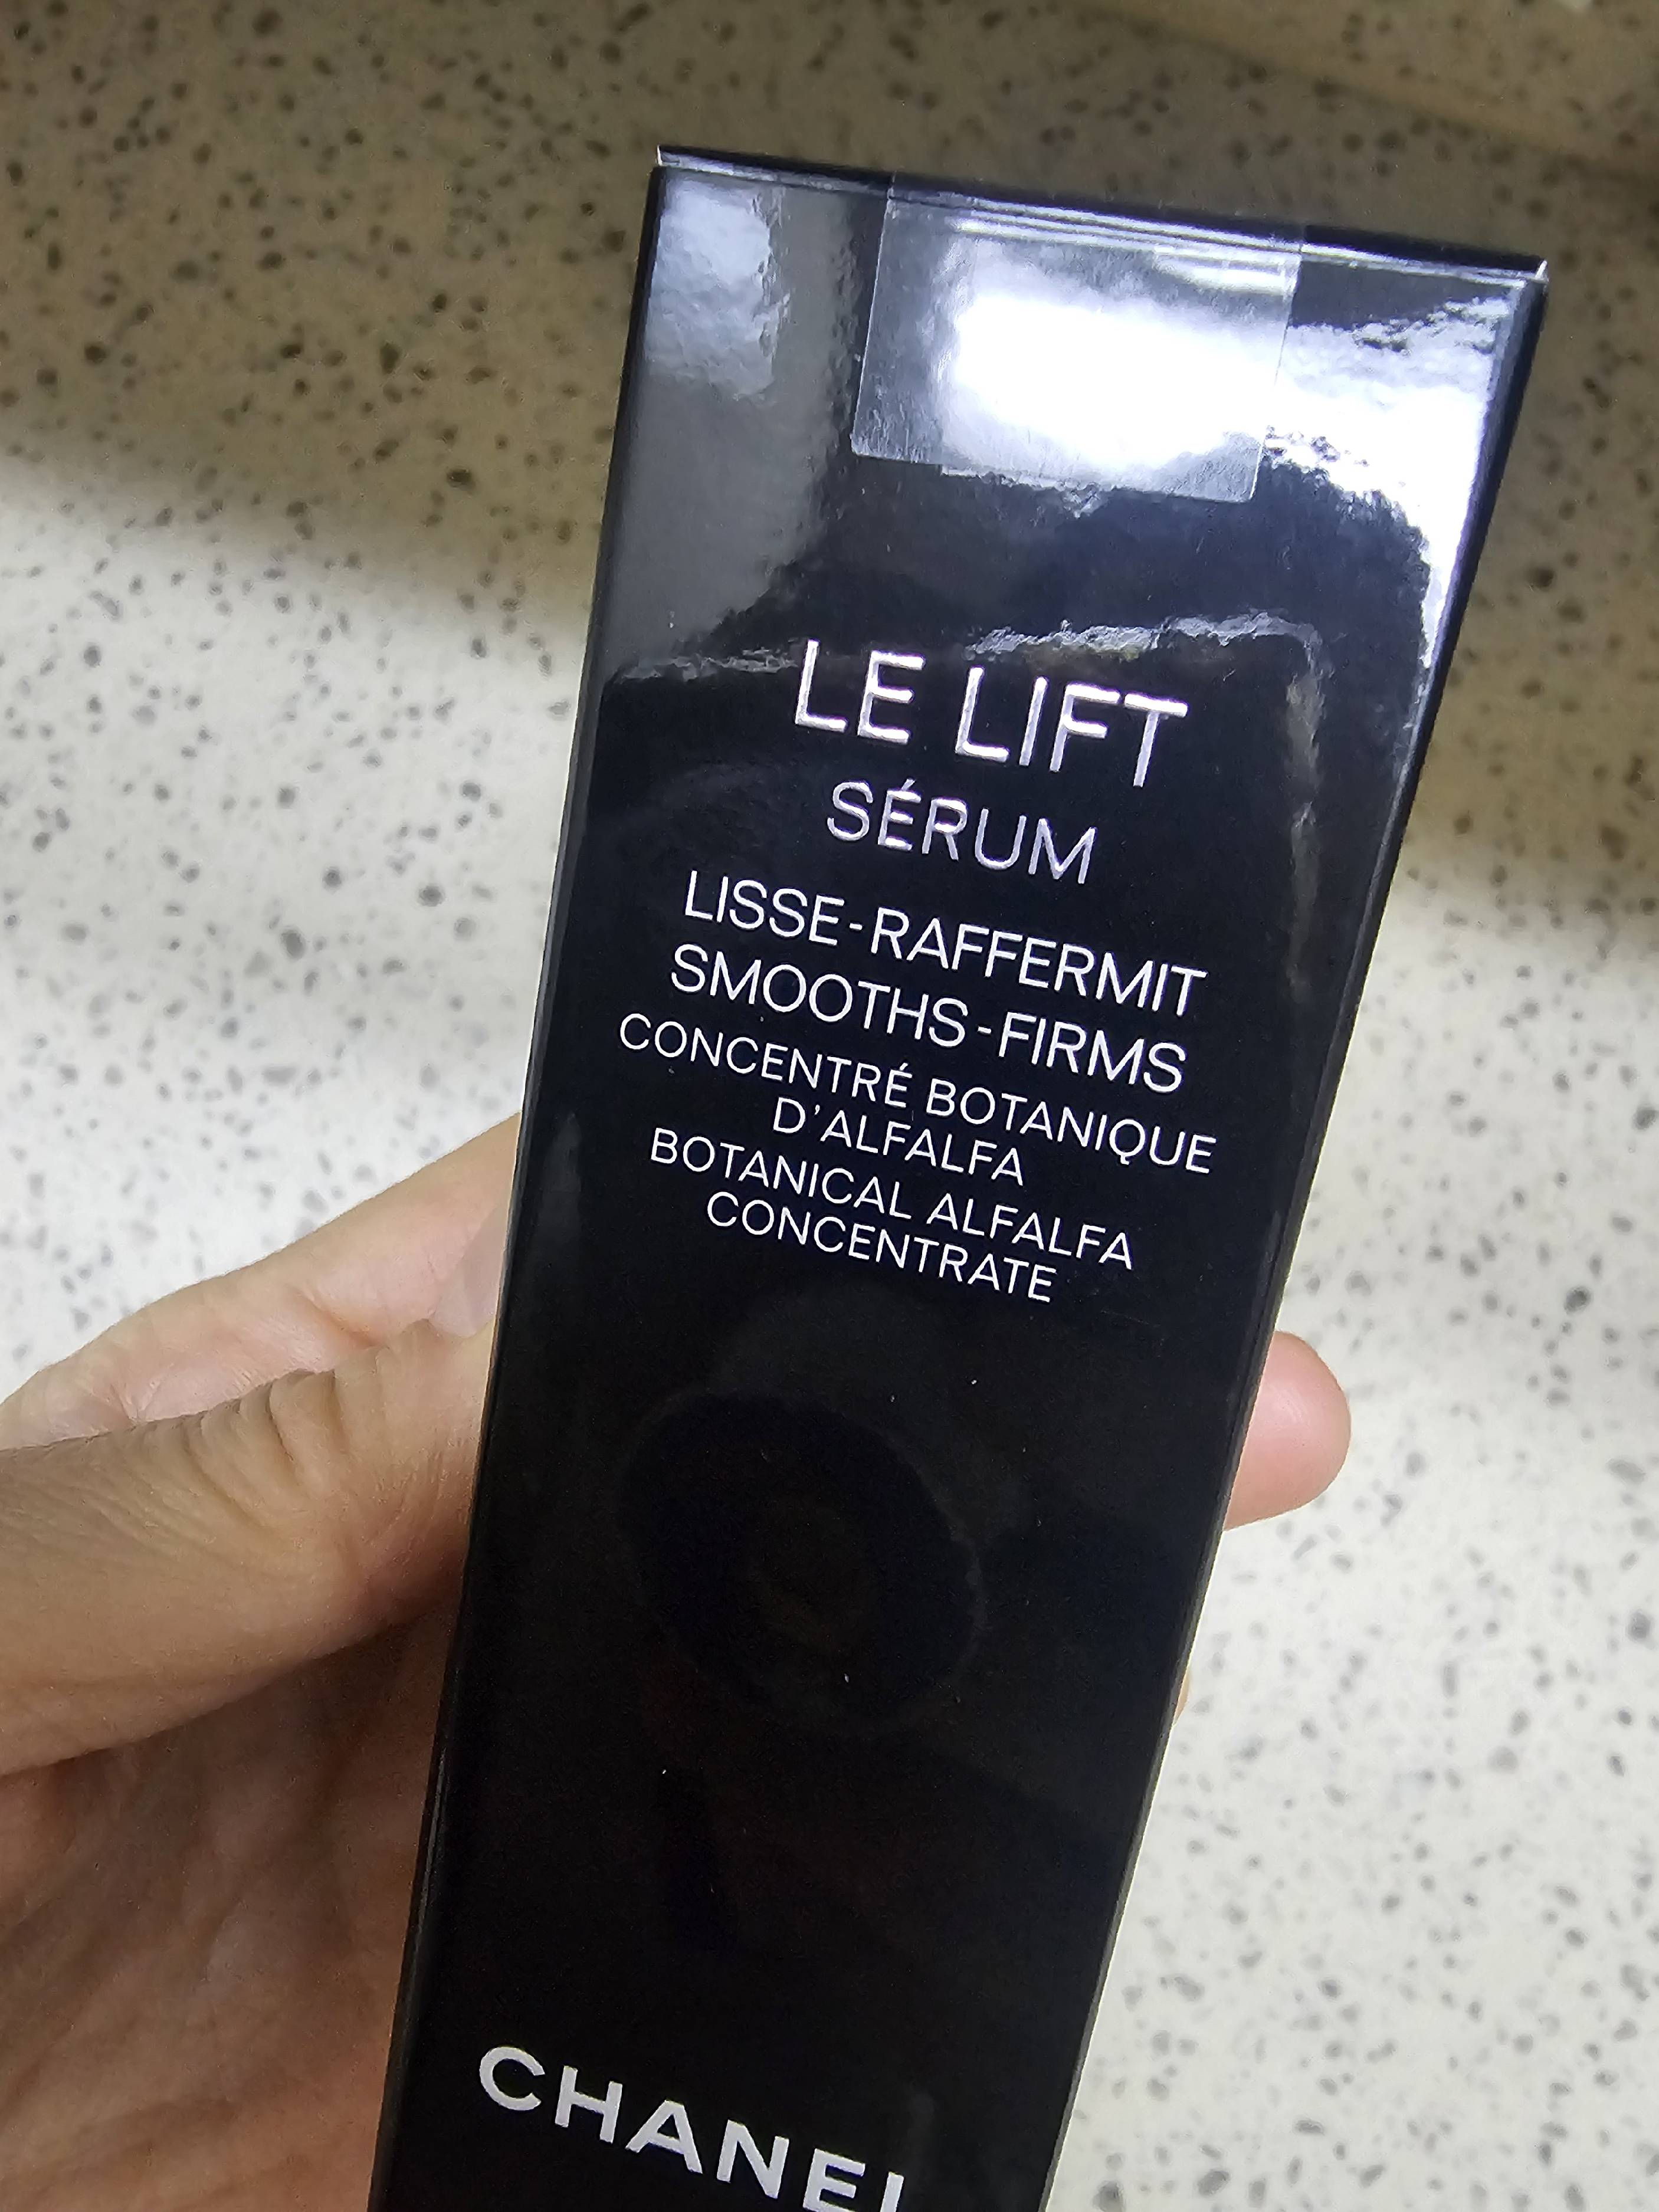 LE LIFT
SÉRUM
LISSE-RAFFERMIT
SMOOTHS-FIRMS
CONCENTRÉ BOTANIQUE
D'ALFALFA
BOTANICAL ALFALFA
CONCENTRATE
CHANEL